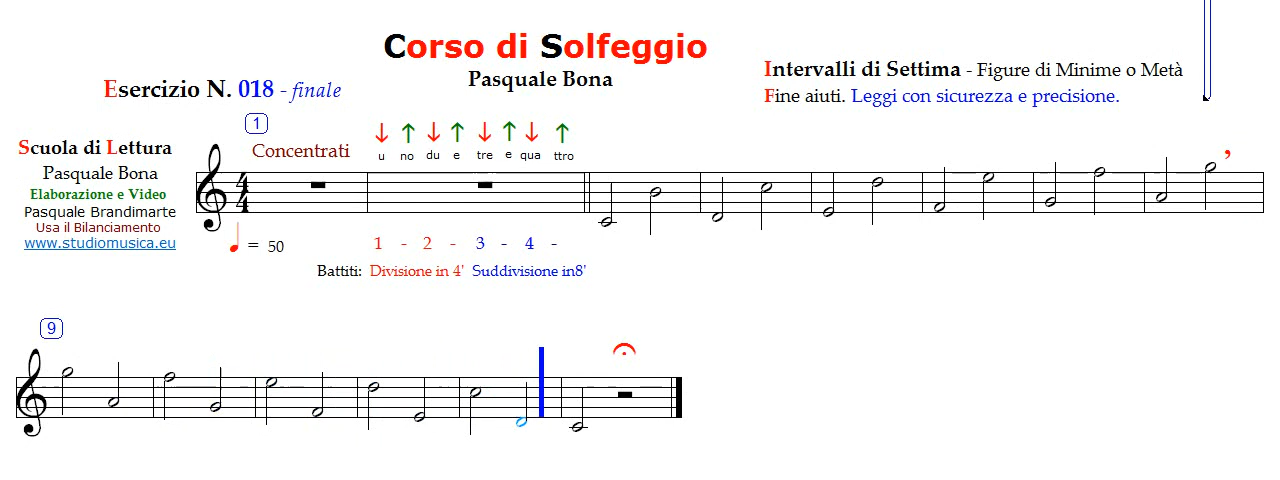 Corso di Solfeggio
Pasquale Bona
Esercizio N. 018 - finale
Intervalli di Settima - Figure di Minime o Metà
Fine aiuti. Leggi con sicurezza e precisione.
1
Scuola di Lettura
Pasquale Bona
Elaborazione e Video
Pasquale Brandimarte
Usa il Bilanciamento
www.studiomusica.eu
Concentrati
u no du e tre e qua ttro
4
4
= 50
1 - 2 - 3 - 4 -
Battiti: Divisione in 4' Suddivisione in8'
9